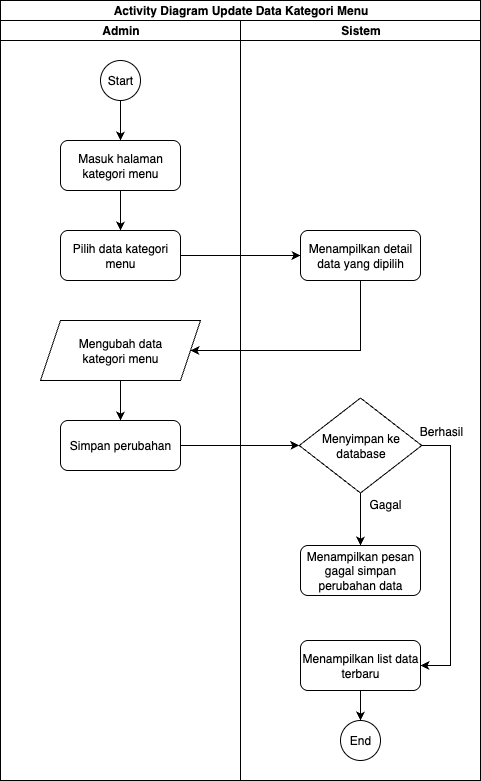 Activity Diagram Update Data Kategori Menu
Admin
Sistem
Start
Masuk halaman
kategori menu
Pilih data kategori
menu
Menampilkan detail
data yang dipilih
Mengubah data
kategori menu
Simpan perubahan
Menyimpan ke
database
Berhasil
Gagal
Menampilkan pesan
gagal simpan
perubahan data
Menampilkan list data
terbaru
End